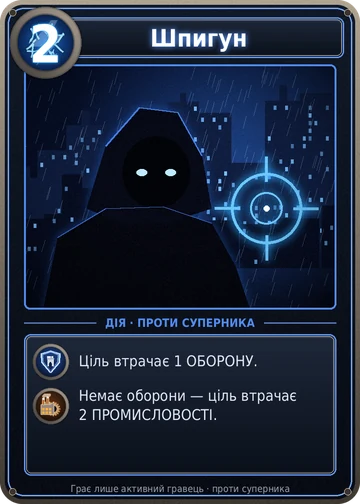 2
Шпигун
ДІЯ · ПРОТИ СУПЕРНИКА
Ціль втрачає 1 ОБОРОНУ.
Немає оборони — ціль втрачає
2 ПРОМИСЛОВОСТІ.
Грає лише активний гравець · проти суперника